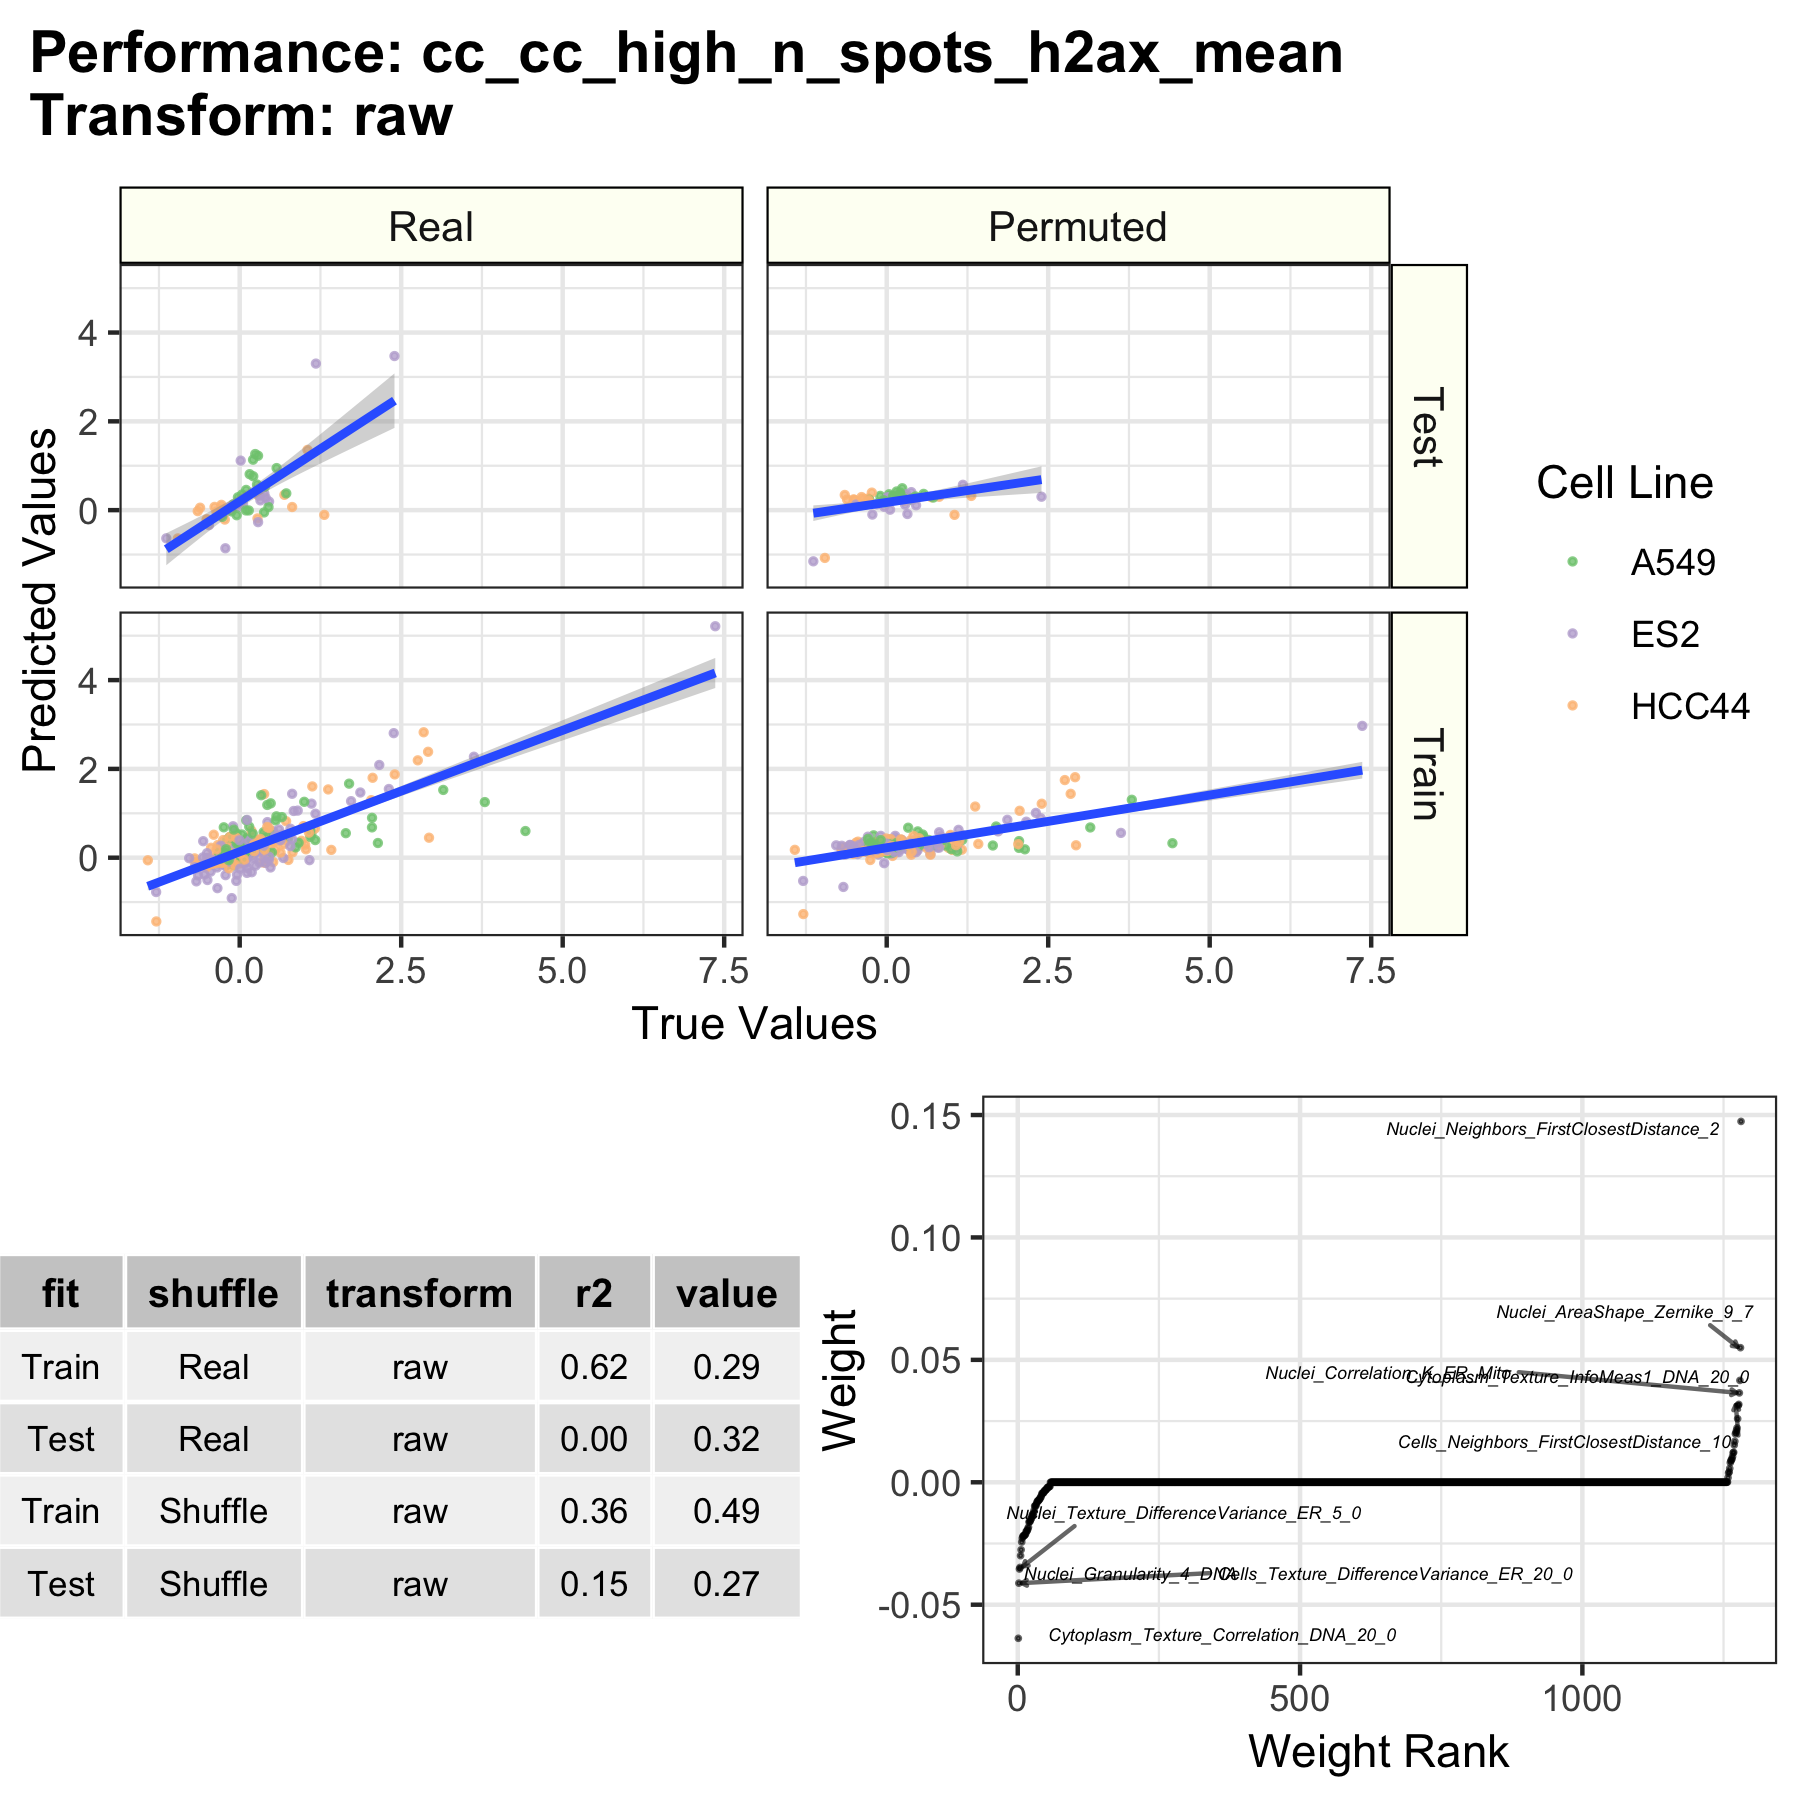 Performance: cc_cc_high_n_spots_h2ax_mean
Transform: raw
Real
Permuted
4
2
0
Test
4
2
0
Train
Predicted Values
0.0 2.5 5.0 7.5
0.0 2.5 5.0 7.5
True Values
Cell Line
A549
ES2
HCC44
fit shuffle transform r2 value
Train Real raw 0.62 0.29
Test Real raw 0.00 0.32
Train Shuffle raw 0.36 0.49
Test Shuffle raw 0.15 0.27
Weight
0.15
0.10
0.05
0.00
-0.05
Nuclei_Neighbors_FirstClosestDistance_2
Nuclei_AreaShape_Zernike_9_7
Nuclei_Correlation_K_ER_Mito
Cytoplasm_Texture_InfoMeas1_DNA_20_0
Cells_Neighbors_FirstClosestDistance_10
Nuclei_Texture_DifferenceVariance_ER_5_0
Nuclei_Granularity_4_DNA
Cells_Texture_DifferenceVariance_ER_20_0
Cytoplasm_Texture_Correlation_DNA_20_0
0 500 1000
Weight Rank